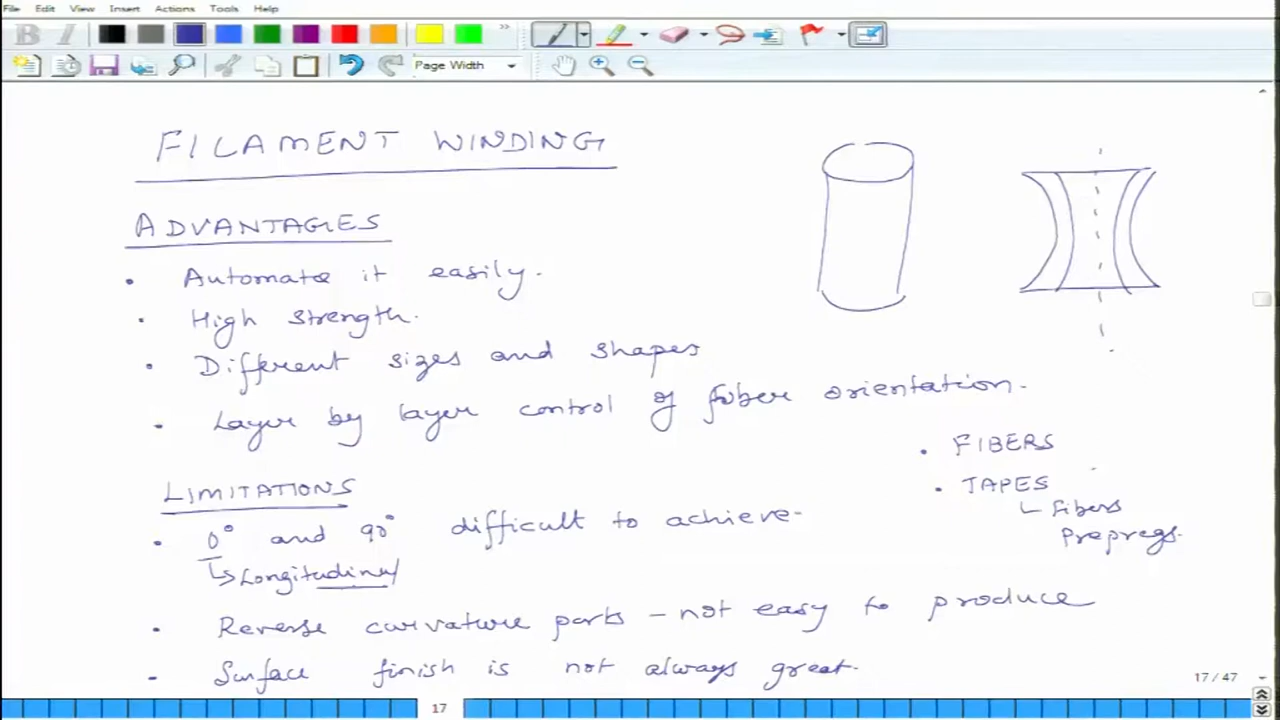 File Edit View Insert Actions Tools Help
B I
Page Width
FILAMENT WINDING
ADVANTAGES
• Automate it easily.
• High strength.
• Different sizes and shapes
• Layer by layer control of fiber orientation.
• FIBERS
• TAPES
Fibers
Prepregs.
LIMITATIONS
• 0° and 90° difficult to achieve.
Longitudinal
• Reverse curvature parts - not easy to produce
• Surface finish is not always great.
17 / 47
17